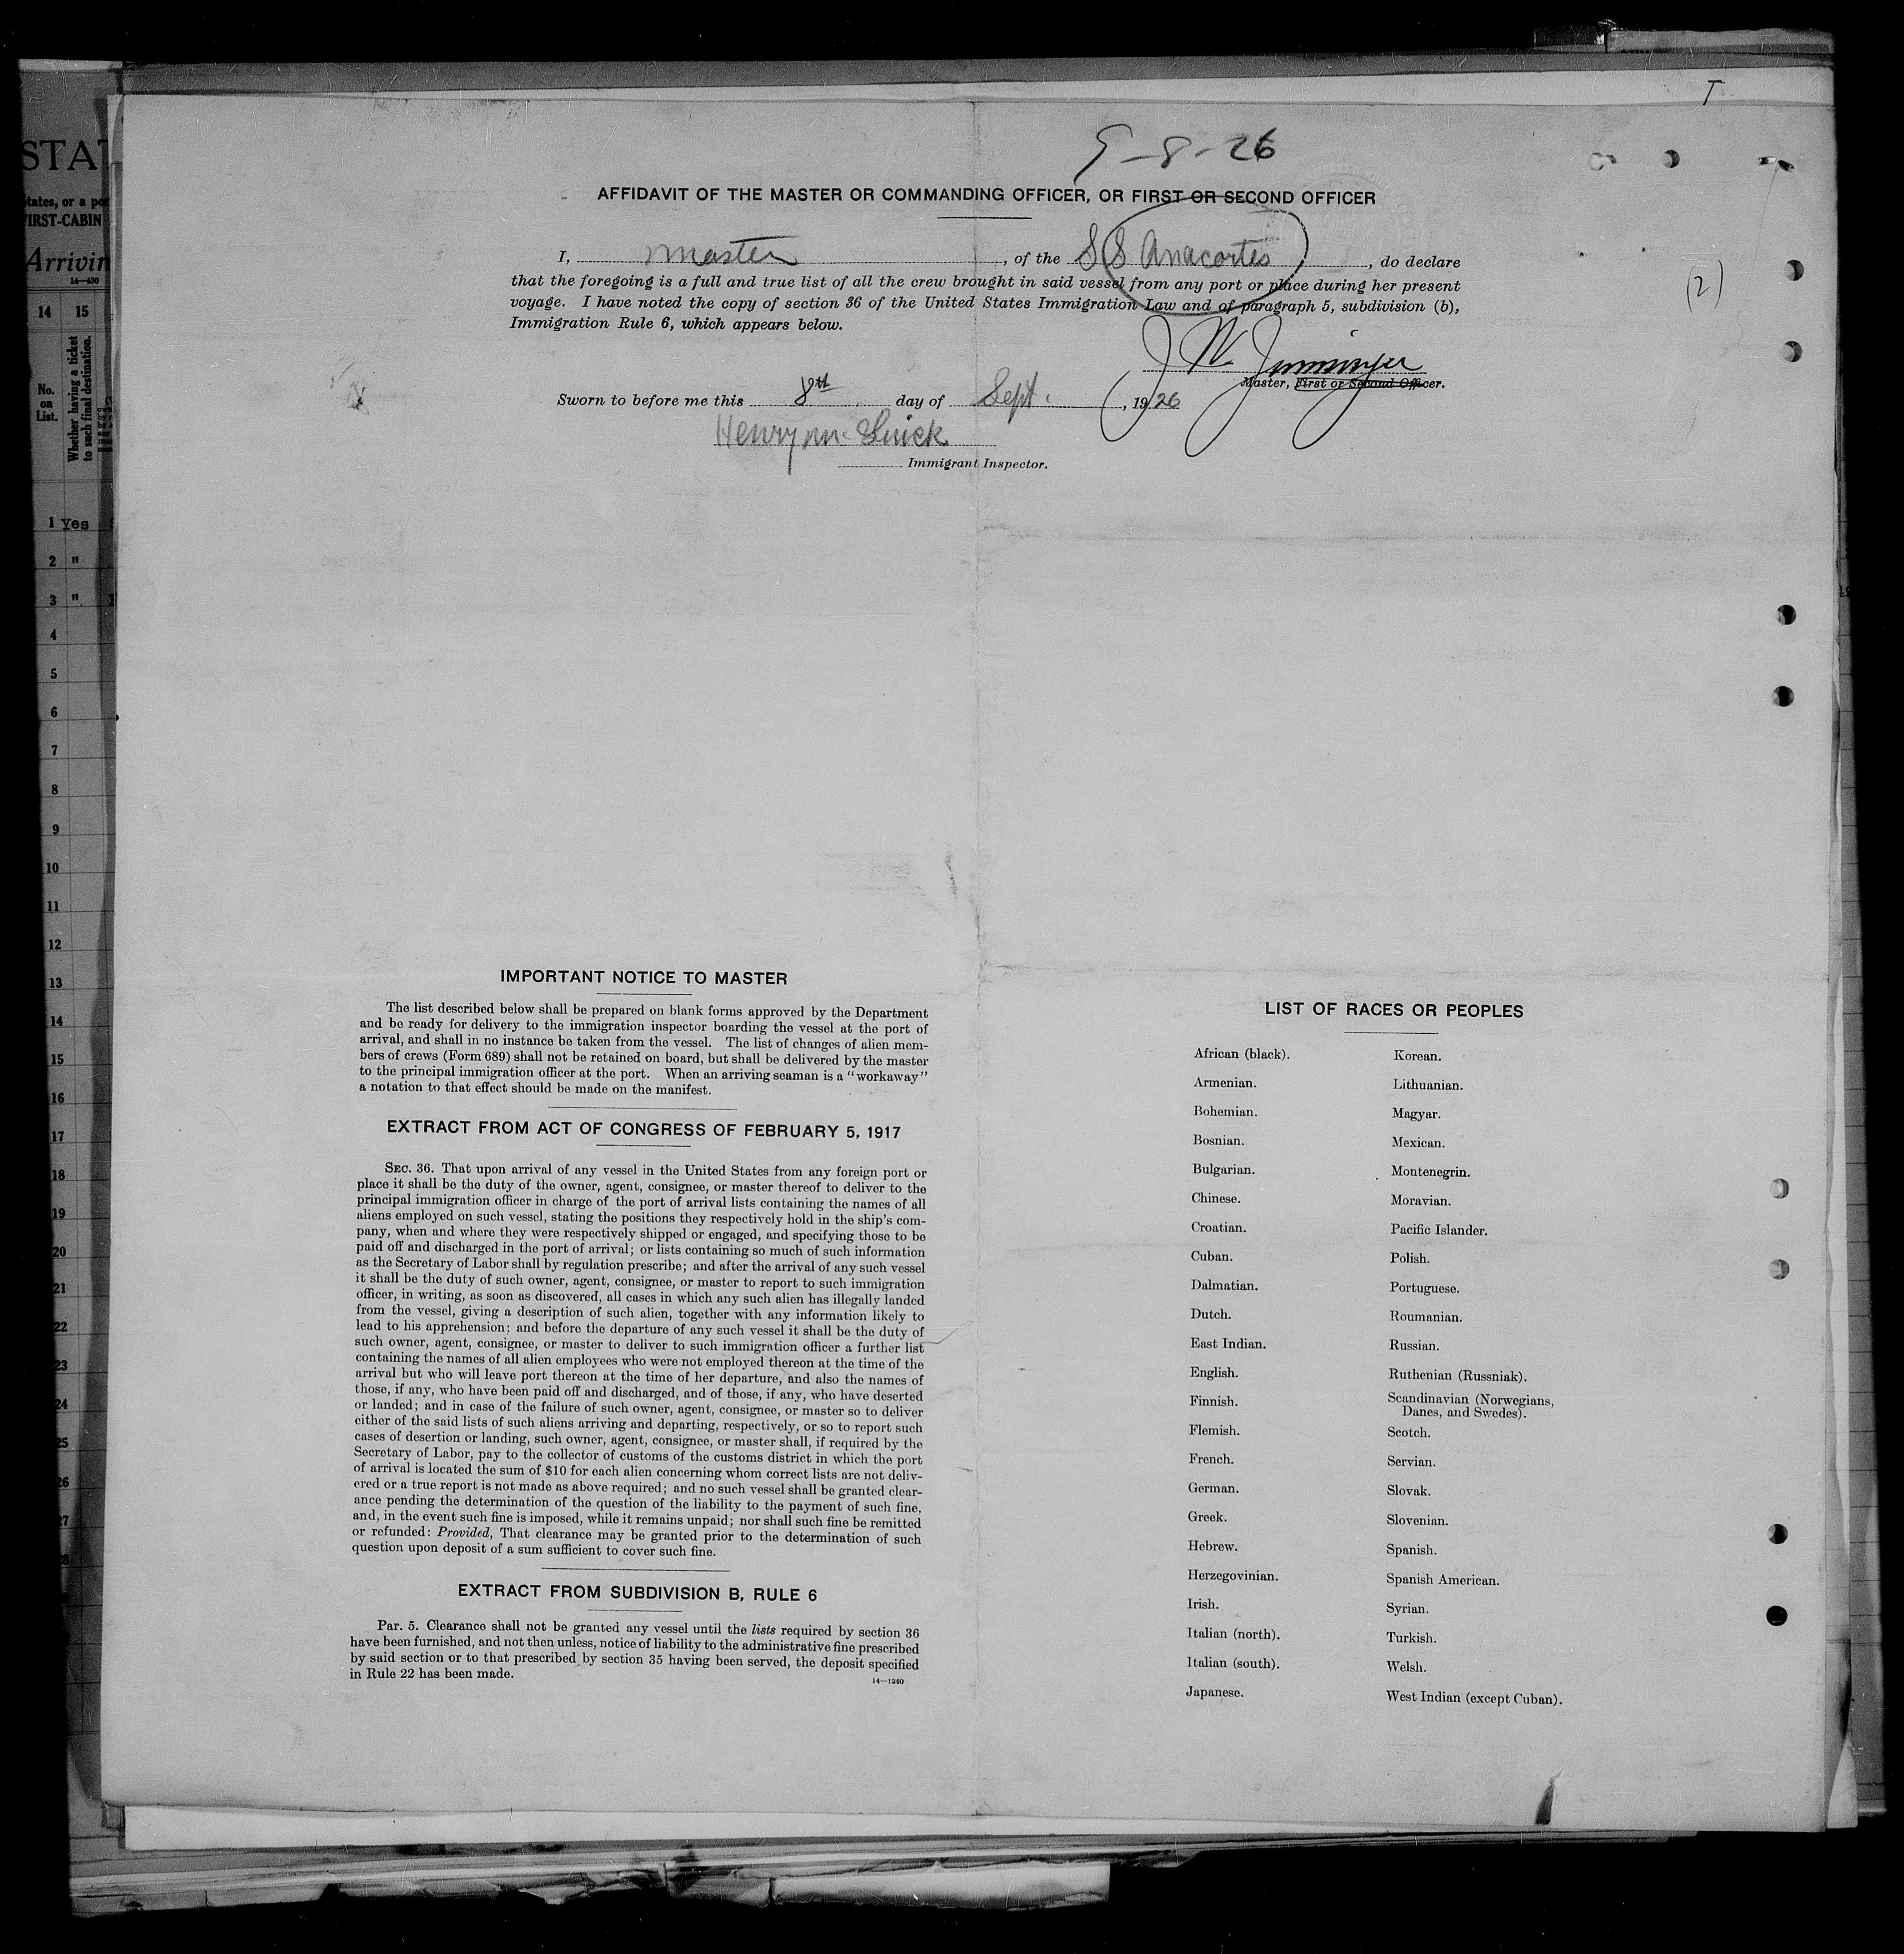 T
9-8-26
AFFIDAVIT OF THE MASTER OR COMMANDING OFFICER, OR FIRST OR SECOND OFFICER
I, Master, of the SS Anacortes, do declare
that the foregoing is a full and true list of all the crew brought in said vessel from any port or place during her present
voyage. I have noted the copy of section 36 of the United States Immigration Law and of paragraph 5, subdivision (b),
Immigration Rule 6, which appears below.
(2)
J. W.
Master, First or Second Officer.
Sworn to before me this 8th day of Sept., 1926
Henry M.
Immigrant Inspector.
IMPORTANT NOTICE TO MASTER
The list described below shall be prepared on blank forms approved by the Department
and be ready for delivery to the immigration inspector boarding the vessel at the port of
arrival, and shall in no instance be taken from the vessel. The list of changes of alien mem-
bers of crews (Form 689) shall not be retained on board, but shall be delivered by the master
to the principal immigration officer at the port. When an arriving seaman is a "workaway"
a notation to that effect should be made on the manifest.
EXTRACT FROM ACT OF CONGRESS OF FEBRUARY 5, 1917
SEC. 36. That upon arrival of any vessel in the United States from any foreign port or
place it shall be the duty of the owner, agent, consignee, or master thereof to deliver to the
principal immigration officer in charge of the port of arrival lists containing the names of all
aliens employed on such vessel, stating the positions they respectively hold in the ship's com-
pany, when and where they were respectively shipped or engaged, and specifying those to be
paid off and discharged in the port of arrival; or lists containing so much of such information
as the Secretary of Labor shall by regulation prescribe; and after the arrival of any such vessel
it shall be the duty of such owner, agent, consignee, or master to report to such immigration
officer, in writing, as soon as discovered, all cases in which any such alien has illegally landed
from the vessel, giving a description of such alien, together with any information likely to
lead to his apprehension; and before the departure of any such vessel it shall be the duty of
such owner, agent, consignee, or master to deliver to such immigration officer a further list
containing the names of all alien employees who were not employed thereon at the time of the
arrival but who will leave port thereon at the time of her departure, and also the names of
those, if any, who have been paid off and discharged, and of those, if any, who have deserted
or landed; and in case of the failure of such owner, agent, consignee, or master so to deliver
either of the said lists of such aliens arriving and departing, respectively, or so to report such
cases of desertion or landing, such owner, agent, consignee, or master shall, if required by the
Secretary of Labor, pay to the collector of customs of the customs district in which the port
of arrival is located the sum of $10 for each alien concerning whom correct lists are not deliv-
ered or a true report is not made as above required; and no such vessel shall be granted clear-
ance pending the determination of the question of the liability to the payment of such fine,
and, in the event such fine is imposed, while it remains unpaid; nor shall such fine be remitted
or refunded: Provided, That clearance may be granted prior to the determination of such
question upon deposit of a sum sufficient to cover such fine.
EXTRACT FROM SUBDIVISION B, RULE 6
Par. 5. Clearance shall not be granted any vessel until the lists required by section 36
have been furnished, and not then unless, notice of liability to the administrative fine prescribed
by said section or to that prescribed by section 35 having been served, the deposit specified
in Rule 22 has been made.
14—1240
LIST OF RACES OR PEOPLES
African (black).
Armenian.
Bohemian.
Bosnian.
Bulgarian.
Chinese.
Croatian.
Cuban.
Dalmatian.
Dutch.
East Indian.
English.
Finnish.
Flemish.
French.
German.
Greek.
Hebrew.
Herzegovinian.
Irish.
Italian (north).
Italian (south).
Japanese.
Korean.
Lithuanian.
Magyar.
Mexican.
Montenegrin.
Moravian.
Pacific Islander.
Polish.
Portuguese.
Roumanian.
Russian.
Ruthenian (Russniak).
Scandinavian (Norwegians,
Danes, and Swedes).
Scotch.
Servian.
Slovak.
Slovenian.
Spanish.
Spanish American.
Syrian.
Turkish.
Welsh.
West Indian (except Cuban).
STAT
tates, or a po
IRST-CABIN
Arrivin
14—430
14 15
No. on List.
Whether having a ticket
to such final destination.
1 Yes
2 "
3 "
4
5
6
7
8
9
10
11
12
13
14
15
16
17
18
19
20
21
22
23
24
25
26